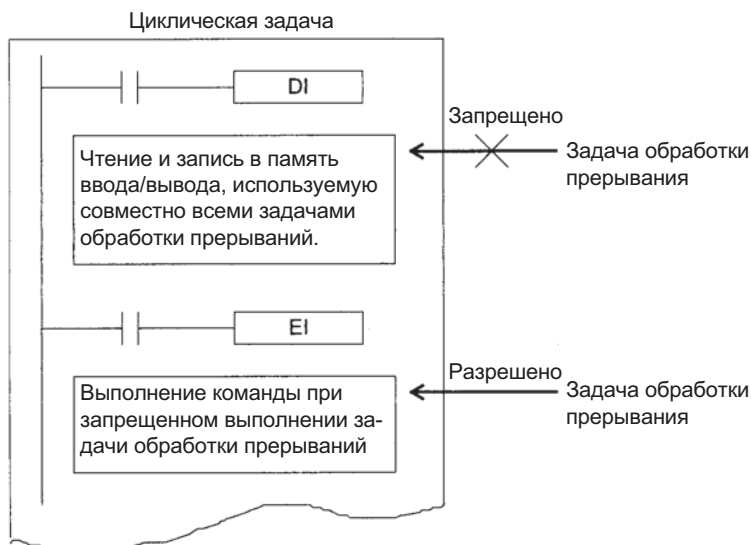 Циклическая задача
DI
Запрещено
Чтение и запись в память
ввода/вывода, используемую
совместно всеми задачами
обработки прерываний.
Задача обработки
прерывания
EI
Разрешено
Выполнение команды при
запрещенном выполнении за-
дачи обработки прерываний
Задача обработки
прерывания